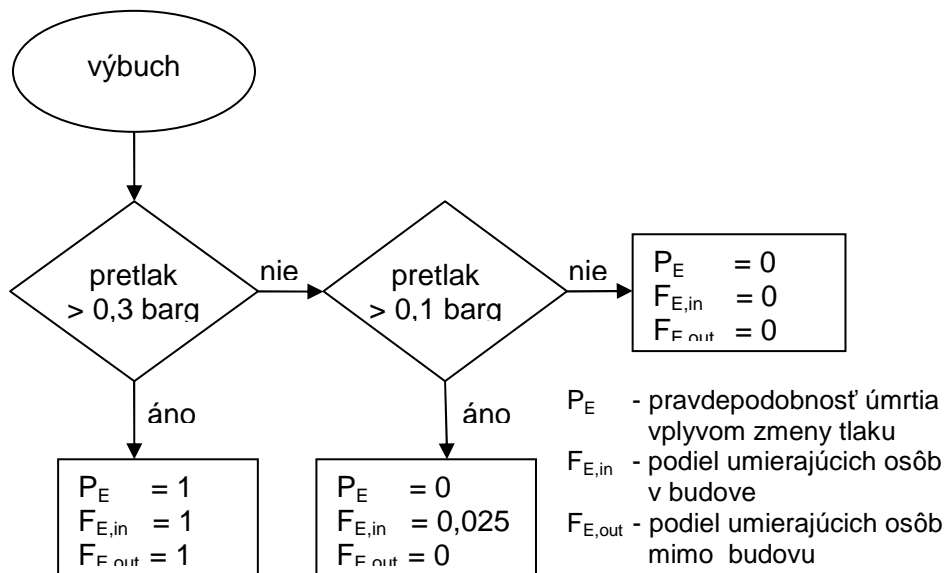 výbuch
pretlak
> 0,3 barg
nie
pretlak
> 0,1 barg
nie
P_E = 0
F_E,in = 0
F_E,out = 0
áno
áno
P_E = 1
F_E,in = 1
F_E,out = 1
P_E = 0
F_E,in = 0,025
F_E,out = 0
P_E - pravdepodobnosť úmrtia
vplyvom zmeny tlaku
F_E,in - podiel umierajúcich osôb
v budove
F_E,out - podiel umierajúcich osôb
mimo budovu